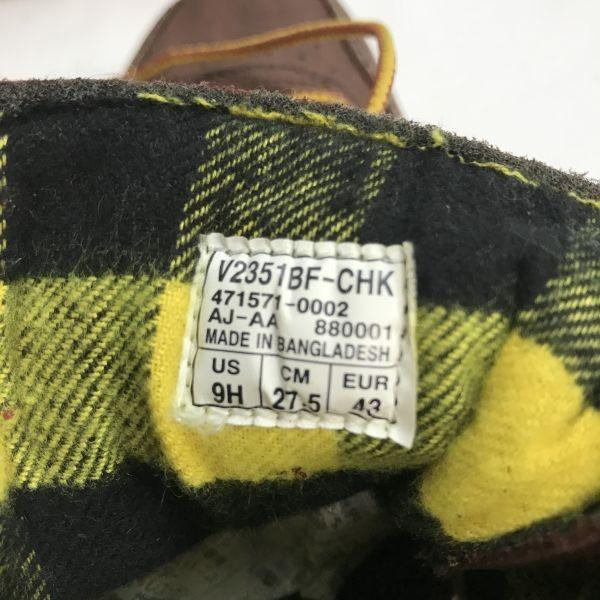 V2351BF-CHK
471571-0002
AJ-AA 880001
MADE IN BANGLADESH
US CM EUR
9H 27.5 43